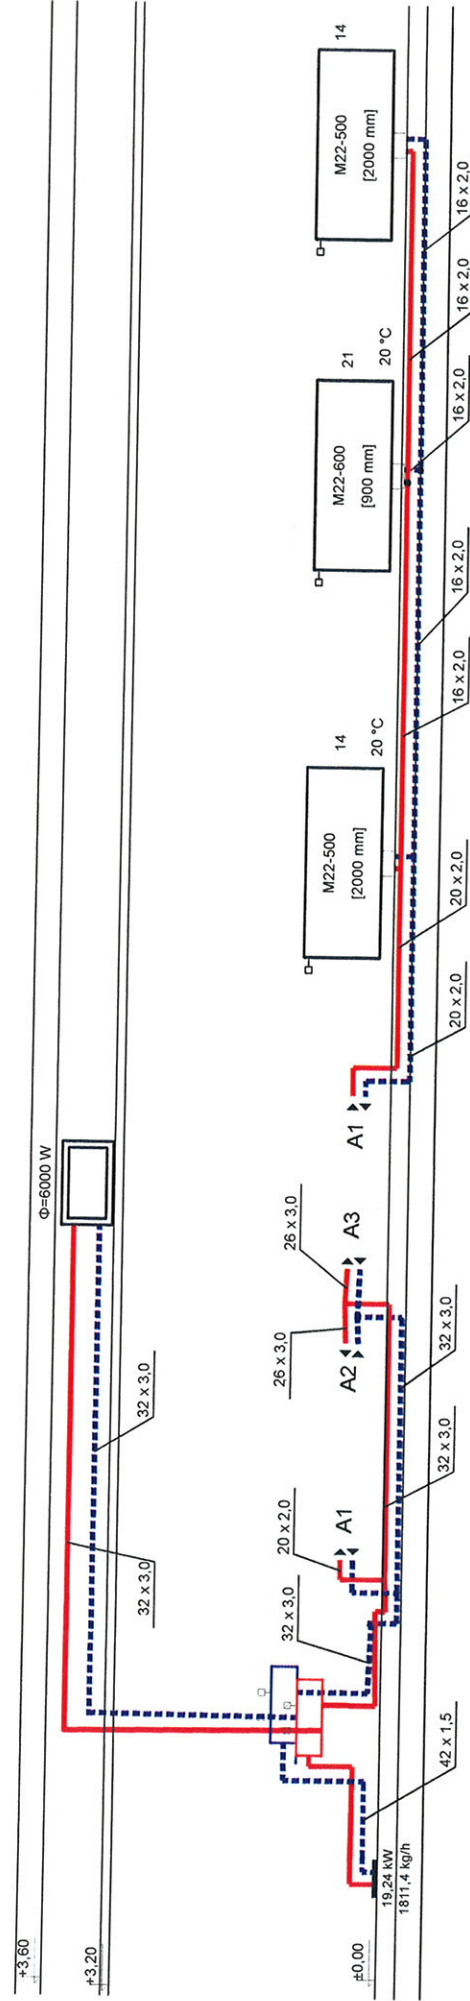 +3,60
+3,20
±0,00
Φ=6000 W
32 x 3,0
32 x 3,0
42 x 1,5
19,24 kW
1811,4 kg/h
32 x 3,0
20 x 2,0
A1
32 x 3,0
32 x 3,0
26 x 3,0
26 x 3,0
A2
A3
A1
20 x 2,0
20 x 2,0
M22-500
[2000 mm]
14
20 °C
16 x 2,0
16 x 2,0
M22-600
[900 mm]
21
20 °C
16 x 2,0
16 x 2,0
16 x 2,0
M22-500
[2000 mm]
14